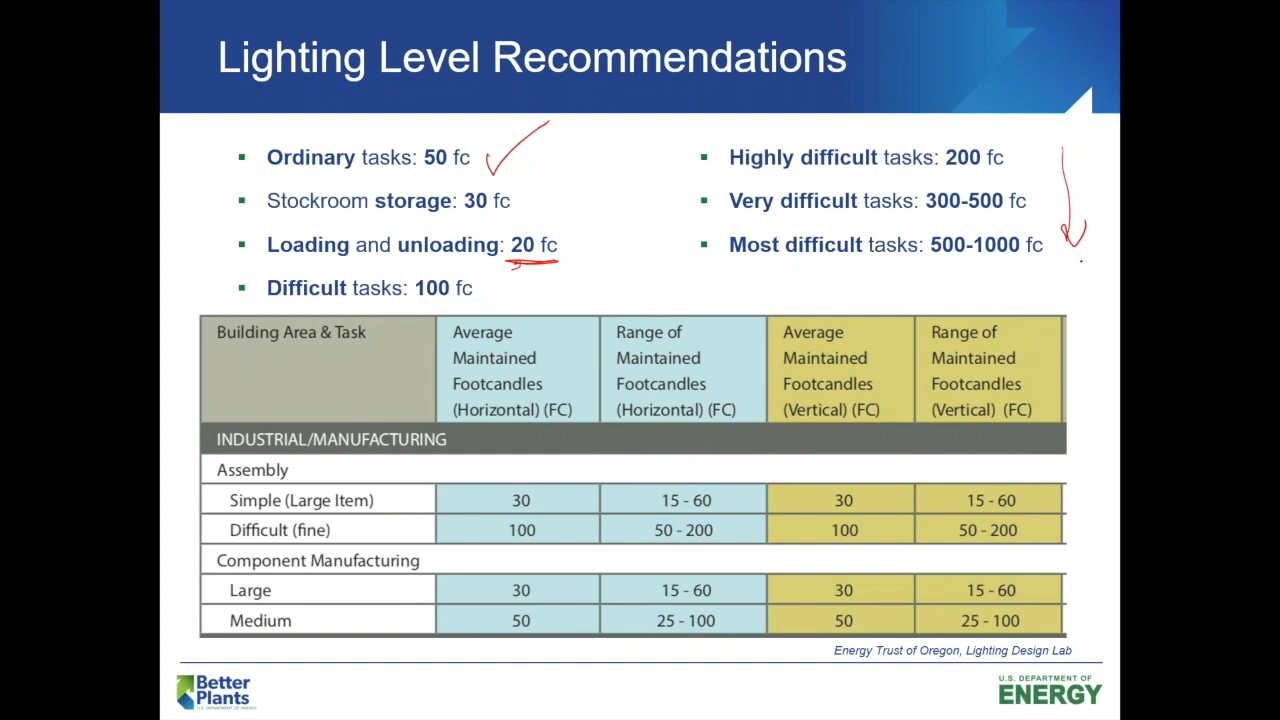 Lighting Level Recommendations
▪ Ordinary tasks: 50 fc
▪ Stockroom storage: 30 fc
▪ Loading and unloading: 20 fc
▪ Difficult tasks: 100 fc
▪ Highly difficult tasks: 200 fc
▪ Very difficult tasks: 300-500 fc
▪ Most difficult tasks: 500-1000 fc
Building Area & Task
Average
Maintained
Footcandles
(Horizontal) (FC)
Range of
Maintained
Footcandles
(Horizontal) (FC)
Average
Maintained
Footcandles
(Vertical) (FC)
Range of
Maintained
Footcandles
(Vertical) (FC)
INDUSTRIAL/MANUFACTURING
Assembly
Simple (Large Item) 30 15 - 60 30 15 - 60
Difficult (fine) 100 50 - 200 100 50 - 200
Component Manufacturing
Large 30 15 - 60 30 15 - 60
Medium 50 25 - 100 50 25 - 100
Energy Trust of Oregon, Lighting Design Lab
Better
Plants
U.S. DEPARTMENT OF ENERGY
U.S. DEPARTMENT OF
ENERGY